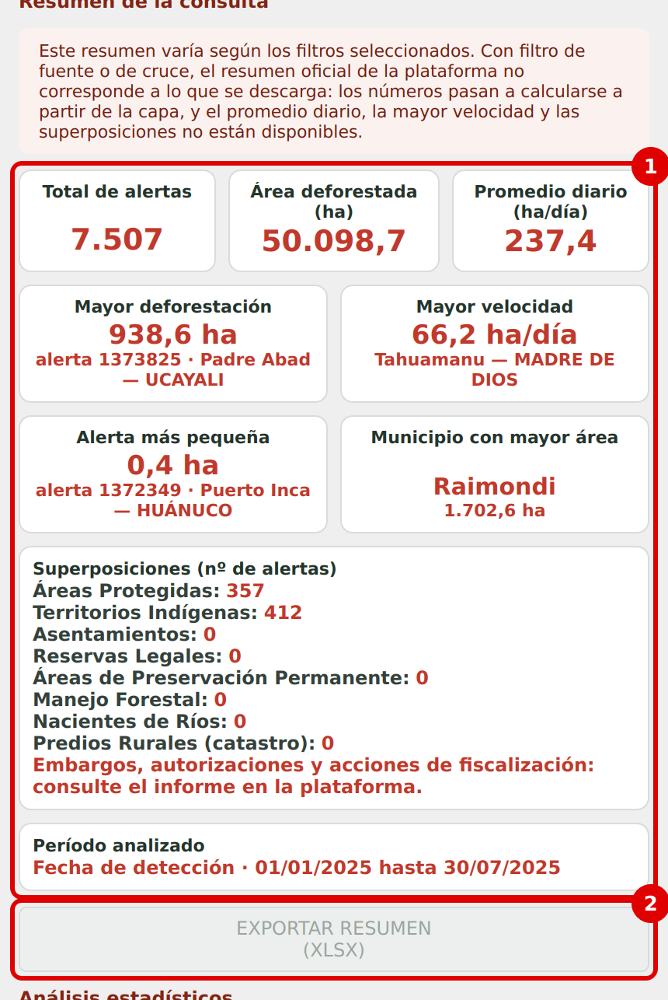 Resumen de la consulta
Este resumen varía según los filtros seleccionados. Con filtro de
fuente o de cruce, el resumen oficial de la plataforma no
corresponde a lo que se descarga: los números pasan a calcularse a
partir de la capa, y el promedio diario, la mayor velocidad y las
superposiciones no están disponibles.
1
Total de alertas
7.507
Área deforestada
(ha)
50.098,7
Promedio diario
(ha/día)
237,4
Mayor deforestación
938,6 ha
alerta 1373825 · Padre Abad
— UCAYALI
Mayor velocidad
66,2 ha/día
Tahuamanu — MADRE DE
DIOS
Alerta más pequeña
0,4 ha
alerta 1372349 · Puerto Inca
— HUÁNUCO
Municipio con mayor área
Raimondi
1.702,6 ha
Superposiciones (nº de alertas)
Áreas Protegidas: 357
Territorios Indígenas: 412
Asentamientos: 0
Reservas Legales: 0
Áreas de Preservación Permanente: 0
Manejo Forestal: 0
Nacientes de Ríos: 0
Predios Rurales (catastro): 0
Embargos, autorizaciones y acciones de fiscalización:
consulte el informe en la plataforma.
Período analizado
Fecha de detección · 01/01/2025 hasta 30/07/2025
2
EXPORTAR RESUMEN
(XLSX)
Análisis estadísticos